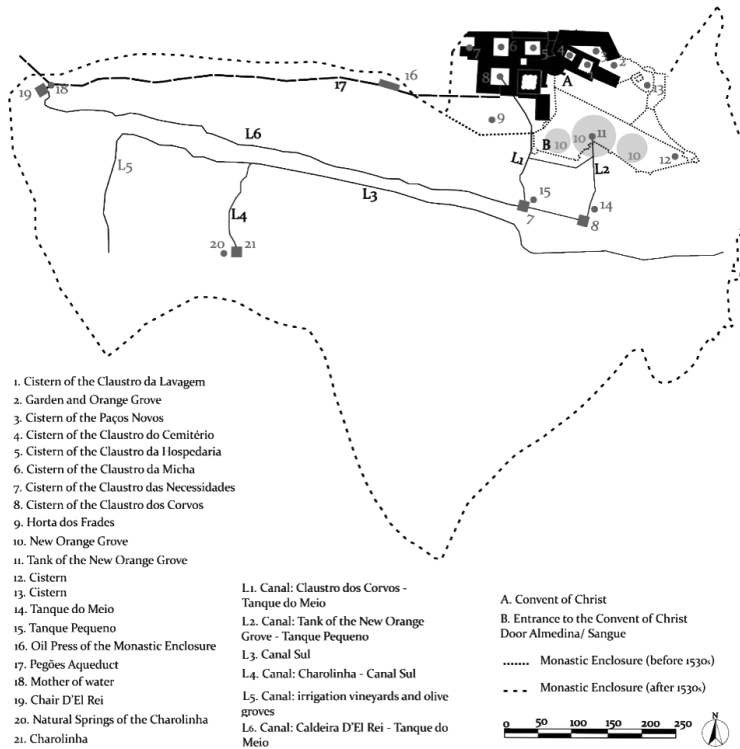 7
6
5
4
3
2
1
A
13
8
16
17
19
18
9
B
10
10
11
10
12
L6
L5
L1
L2
L3
15
14
L4
7
8
20
21
1. Cistern of the Claustro da Lavagem
2. Garden and Orange Grove
3. Cistern of the Paços Novos
4. Cistern of the Claustro do Cemitério
5. Cistern of the Claustro da Hospedaria
6. Cistern of the Claustro da Micha
7. Cistern of the Claustro das Necessidades
8. Cistern of the Claustro dos Corvos
9. Horta dos Frades
10. New Orange Grove
11. Tank of the New Orange Grove
12. Cistern
13. Cistern
14. Tanque do Meio
15. Tanque Pequeno
16. Oil Press of the Monastic Enclosure
17. Pegões Aqueduct
18. Mother of water
19. Chair D'El Rei
20. Natural Springs of the Charolinha
21. Charolinha
L1. Canal: Claustro dos Corvos -
Tanque do Meio
L2. Canal: Tank of the New Orange
Grove - Tanque Pequeno
L3. Canal Sul
L4. Canal: Charolinha - Canal Sul
L5. Canal: irrigation vineyards and olive
groves
L6. Canal: Caldeira D'El Rei - Tanque do
Meio
A. Convent of Christ
B. Entrance to the Convent of Christ
Door Almedina/ Sangue
Monastic Enclosure (before 1530s)
Monastic Enclosure (after 1530s)
0 50 100 150 200 250
N